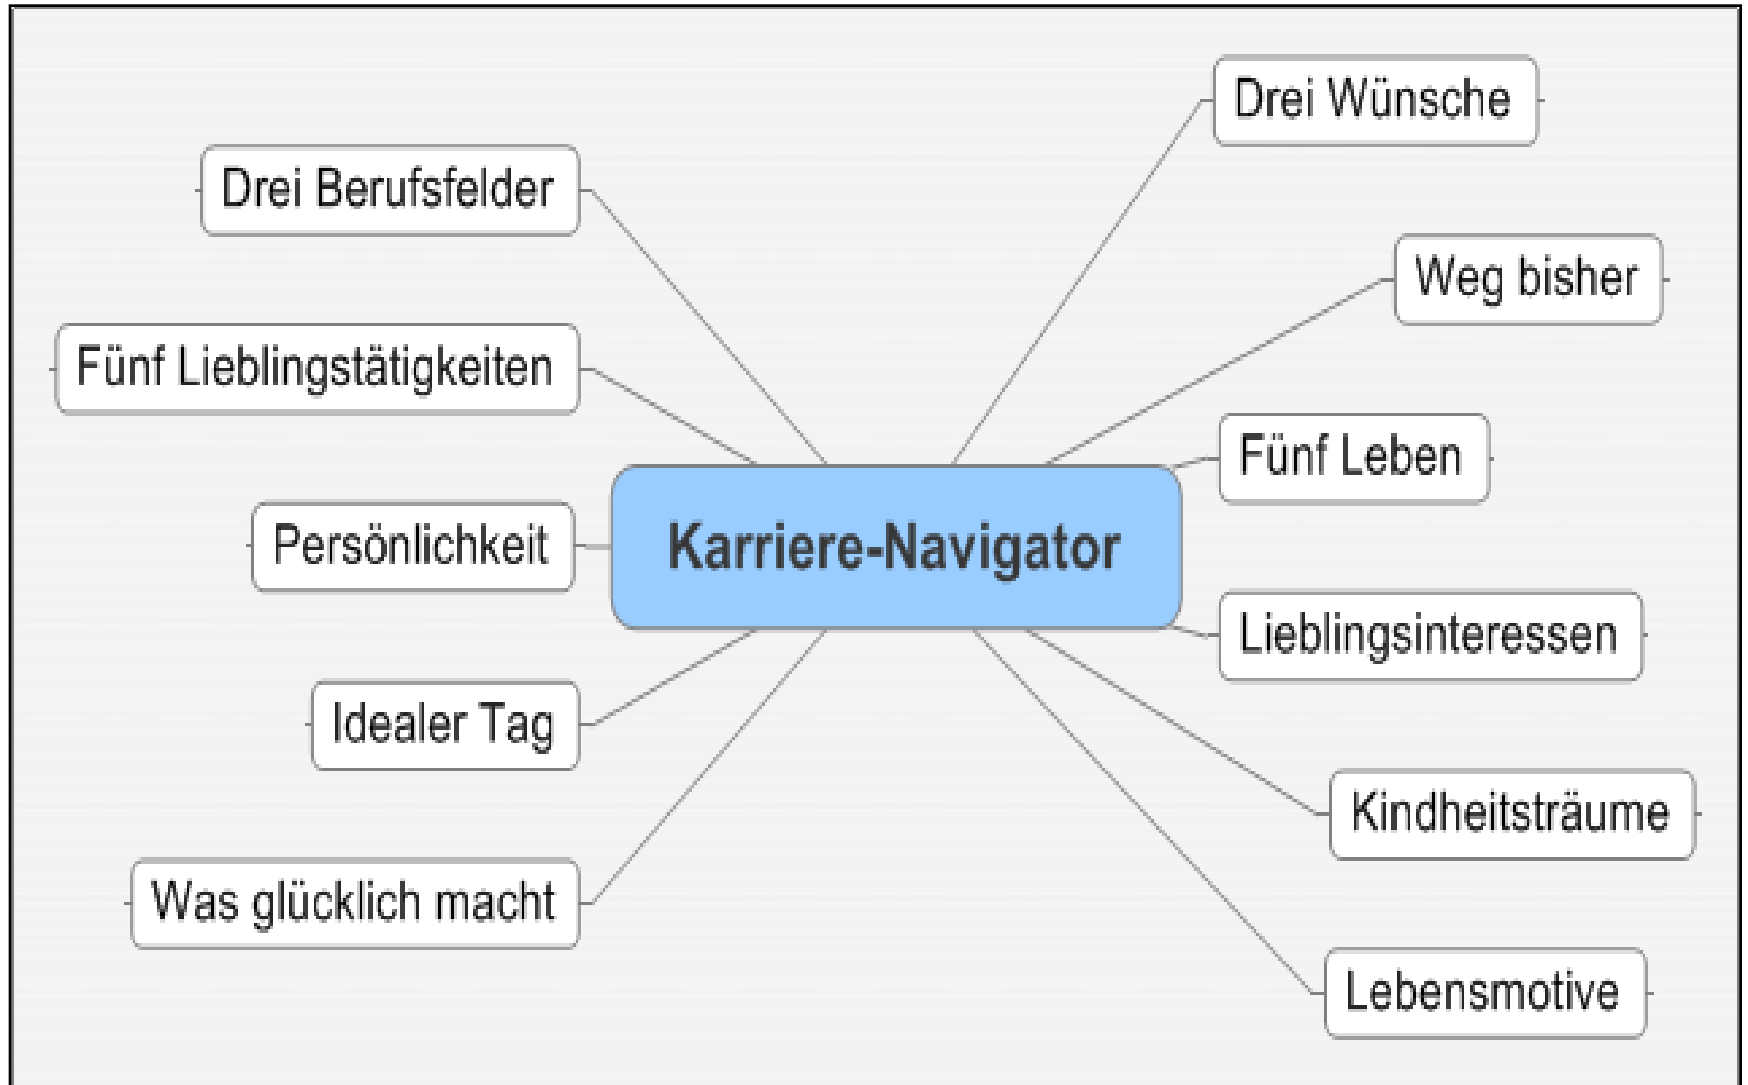 Drei Wünsche
Drei Berufsfelder
Weg bisher
Fünf Lieblingstätigkeiten
Fünf Leben
Persönlichkeit
Karriere-Navigator
Lieblingsinteressen
Idealer Tag
Kindheitsträume
Was glücklich macht
Lebensmotive